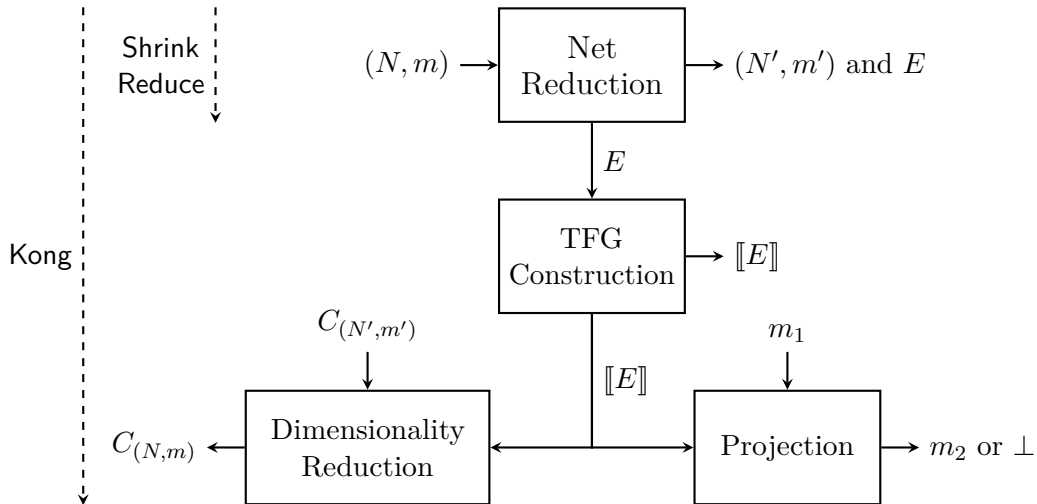 Shrink
Reduce
(N, m)
Net
Reduction
(N′, m′) and E
E
Kong
TFG
Construction
⟦E⟧
C(N′,m′)
⟦E⟧
m1
C(N,m)
Dimensionality
Reduction
Projection
m2 or ⊥